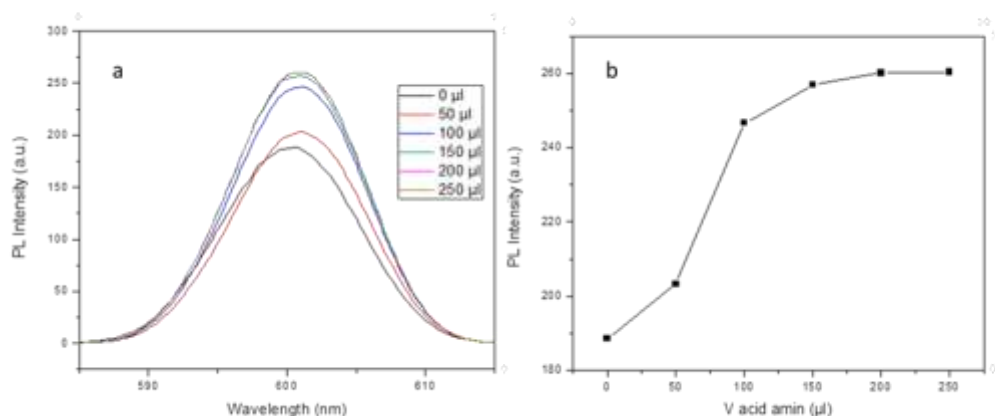 a
0 µl
50 µl
100 µl
150 µl
200 µl
250 µl
300
250
200
150
100
50
0
590
600
610
PL Intensity (a.u.)
Wavelength (nm)
b
260
240
220
200
180
0
50
100
150
200
250
PL Intensity (a.u.)
V acid amin (µl)